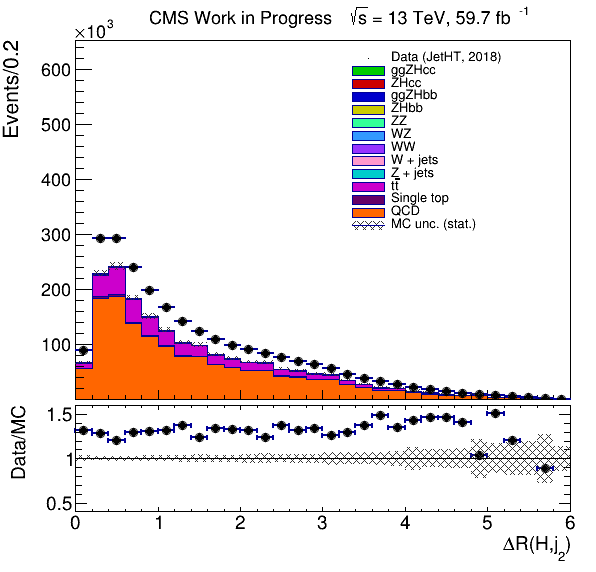 CMS Work in Progress √s = 13 TeV, 59.7 fb⁻¹
×10³
Events/0.2
600
500
400
300
200
100
Data (JetHT, 2018)
ggZHcc
ZHcc
ggZHbb
ZHbb
ZZ
WZ
WW
W + jets
Z + jets
tt̅
Single top
QCD
MC unc. (stat.)
Data/MC
1.5
1
0.5
0 1 2 3 4 5 6
ΔR(H,j₂)